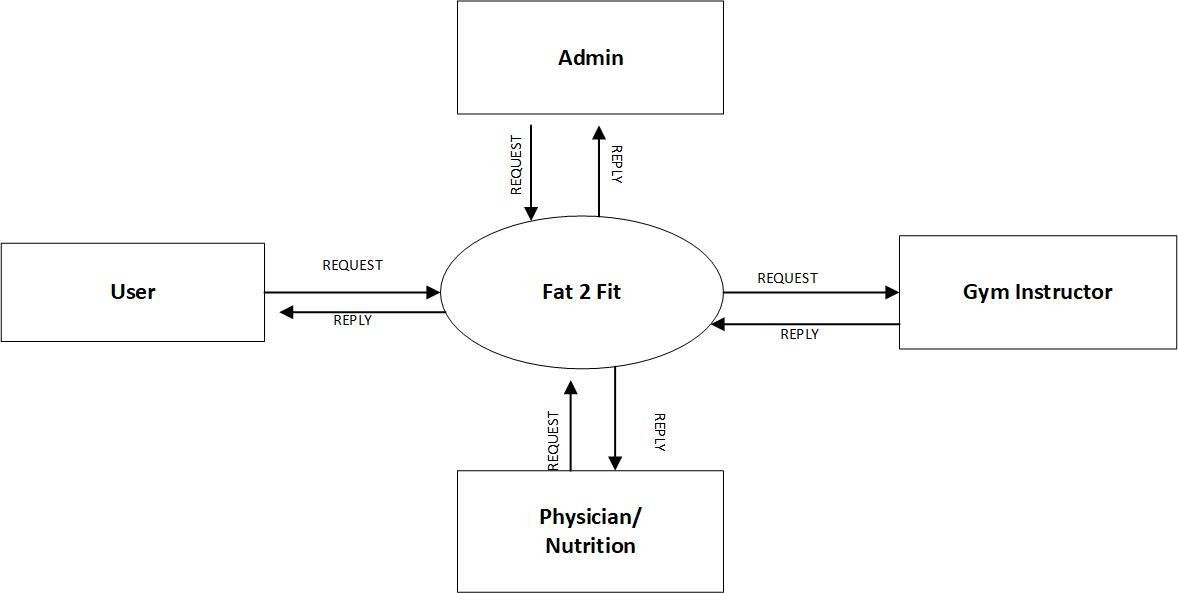 Admin
REQUEST
REPLY
User
REQUEST
REPLY
Fat 2 Fit
REQUEST
REPLY
Gym Instructor
REQUEST
REPLY
Physician/
Nutrition